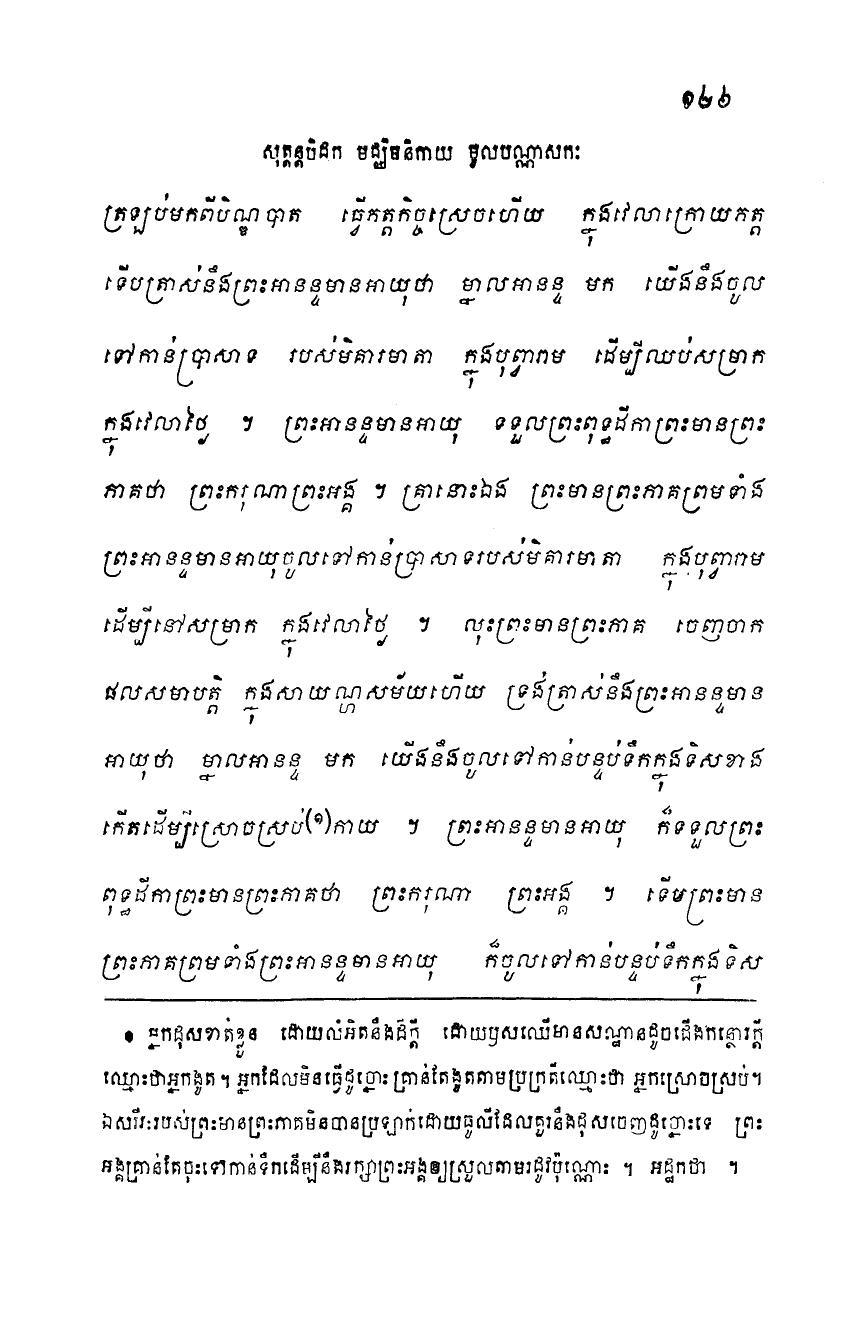 ១៤៦
សុត្តន្តបិដក មជ្ឈិមនិកាយ មូលបណ្ណាសកៈ
ត្រឡប់មកពីបិណ្ឌបាត ធ្វើកត្តកិច្ចស្រេចហើយ ក្នុងវេលាក្រោយភត្ត
ទើបត្រាស់នឹងព្រះអានន្ទមានអាយុថា ម្នាលអានន្ទ មក យើងនឹងចូល
ទៅកាន់ប្រាសាទ របស់មិគារមាតា ក្នុងបុព្វារាម ដើម្បីឈប់សម្រាក
ក្នុងវេលាថ្ងៃ ។ ព្រះអានន្ទមានអាយុ ទទួលព្រះពុទ្ធដីកាព្រះមានព្រះ
ភាគថា ព្រះករុណាព្រះអង្គ ។ គ្រានោះឯង ព្រះមានព្រះភាគព្រមទាំង
ព្រះអានន្ទមានអាយុចូលទៅកាន់ប្រាសាទរបស់មិគារមាតា ក្នុងបុព្វារាម
ដើម្បីនៅសម្រាក ក្នុងវេលាថ្ងៃ ។ លុះព្រះមានព្រះភាគ ចេញចាក
ផលសមាបត្តិ ក្នុងសាយណ្ហសម័យហើយ ទ្រង់ត្រាស់នឹងព្រះអានន្ទមាន
អាយុថា ម្នាលអានន្ទ មក យើងនឹងចូលទៅកាន់បន្ទប់ទឹកក្នុងទិសខាង
កើតដើម្បីស្រោចស្រប់(១)កាយ ។ ព្រះអានន្ទមានអាយុ ក៏ទទួលព្រះ
ពុទ្ធដីកាព្រះមានព្រះភាគថា ព្រះករុណា ព្រះអង្គ ។ ទើបព្រះមាន
ព្រះភាគព្រមទាំងព្រះអានន្ទមានអាយុ ក៏ចូលទៅកាន់បន្ទប់ទឹកក្នុងទិស
១ អ្នកដុសខាត់ខ្លួន ដោយលំអិតនឹងដីក្តី ដោយឫសឈើមានសណ្ឋានដូចជើងកន្ថោរក្តី
ឈ្មោះថាអ្នកងូត ។ អ្នកដែលមិនធ្វើដូច្នោះ គ្រាន់តែងូតតាមប្រក្រតីឈ្មោះថា អ្នកស្រោចស្រប់ ។
ឯសរីរៈរបស់ព្រះមានព្រះភាគមិនបានប្រឡាក់ដោយធូលីដែលគួរនឹងដុសចេញដូច្នោះទេ ព្រះ
អង្គគ្រាន់តែចុះទៅកាន់ទឹកដើម្បីនឹងរក្សាព្រះអង្គឲ្យស្រួលតាមរដូវប៉ុណ្ណោះ ។ អដ្ឋកថា ។